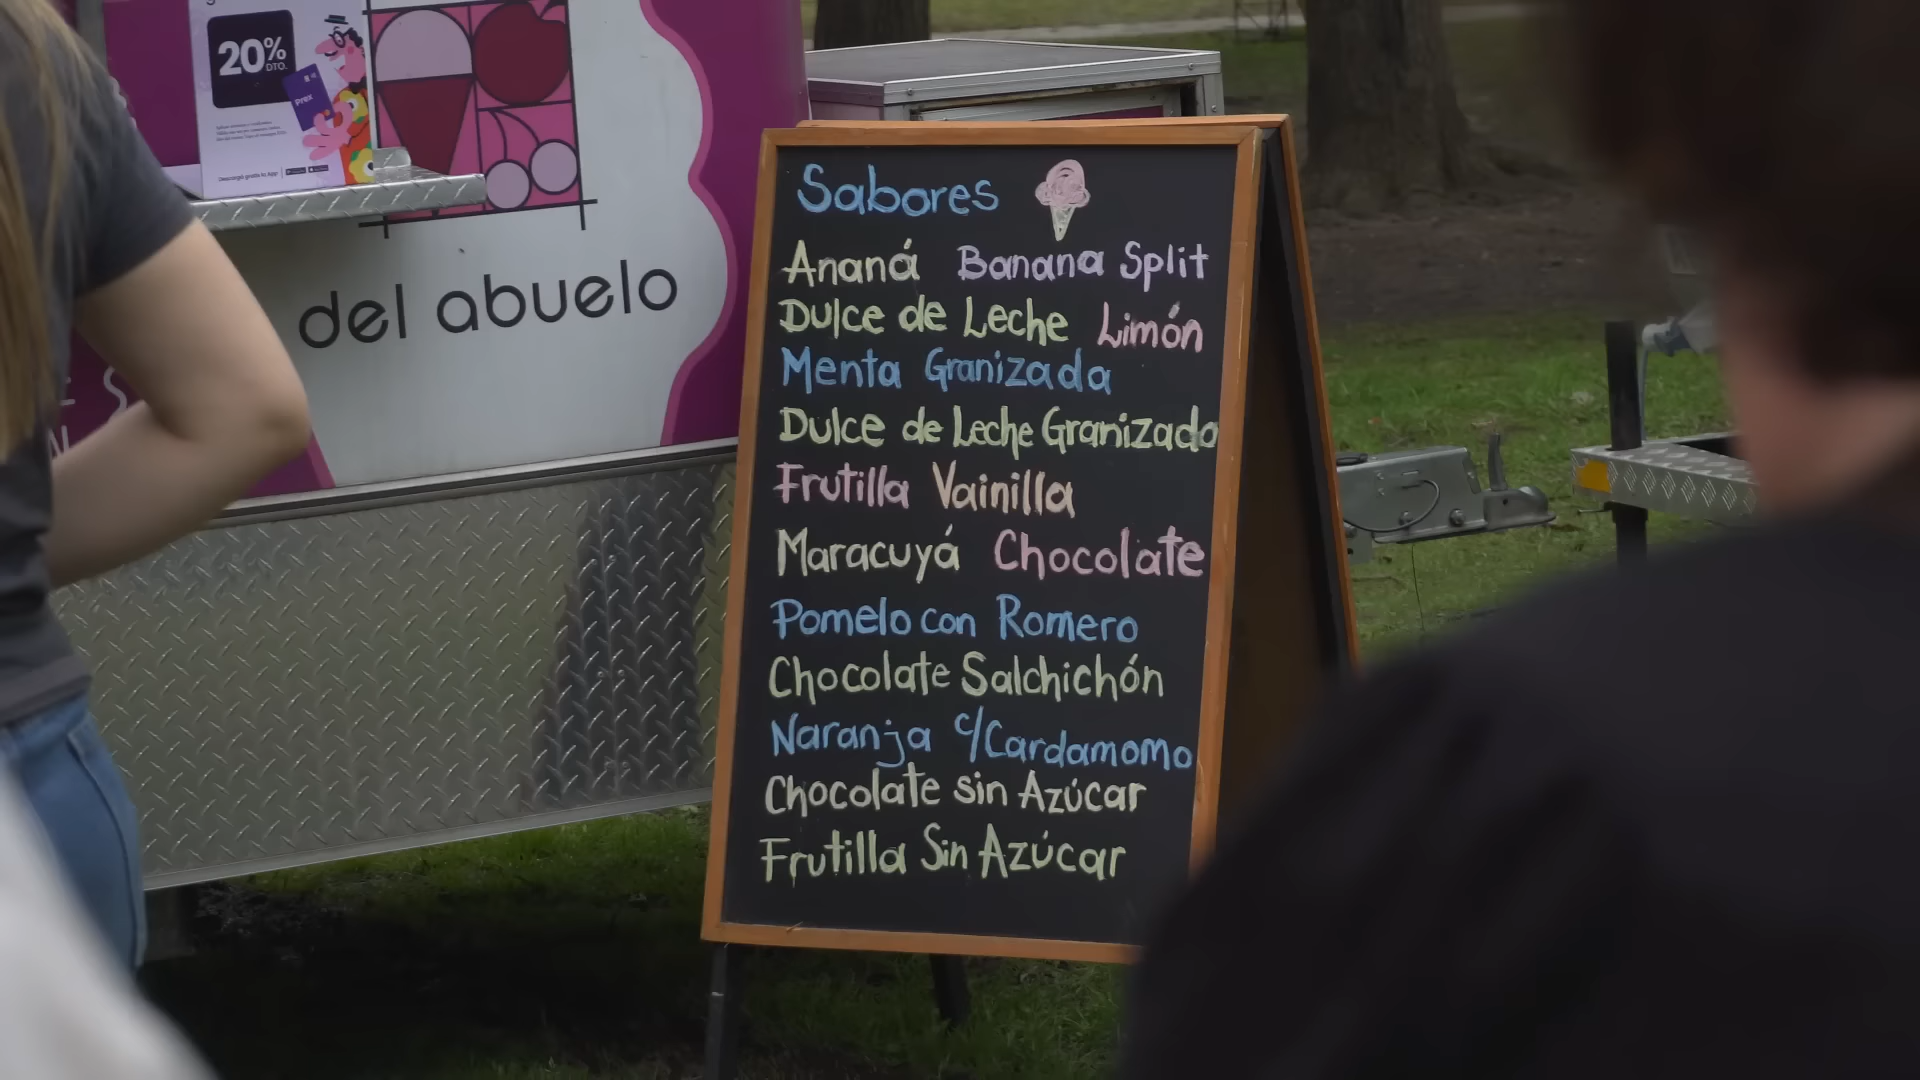 20%
DTO.
Prex
del abuelo
Sabores
Ananá Banana Split
Dulce de Leche Limón
Menta Granizada
Dulce de Leche Granizado
Frutilla Vainilla
Maracuyá Chocolate
Pomelo con Romero
Chocolate Salchichón
Naranja c/Cardamomo
Chocolate sin Azúcar
Frutilla Sin Azúcar